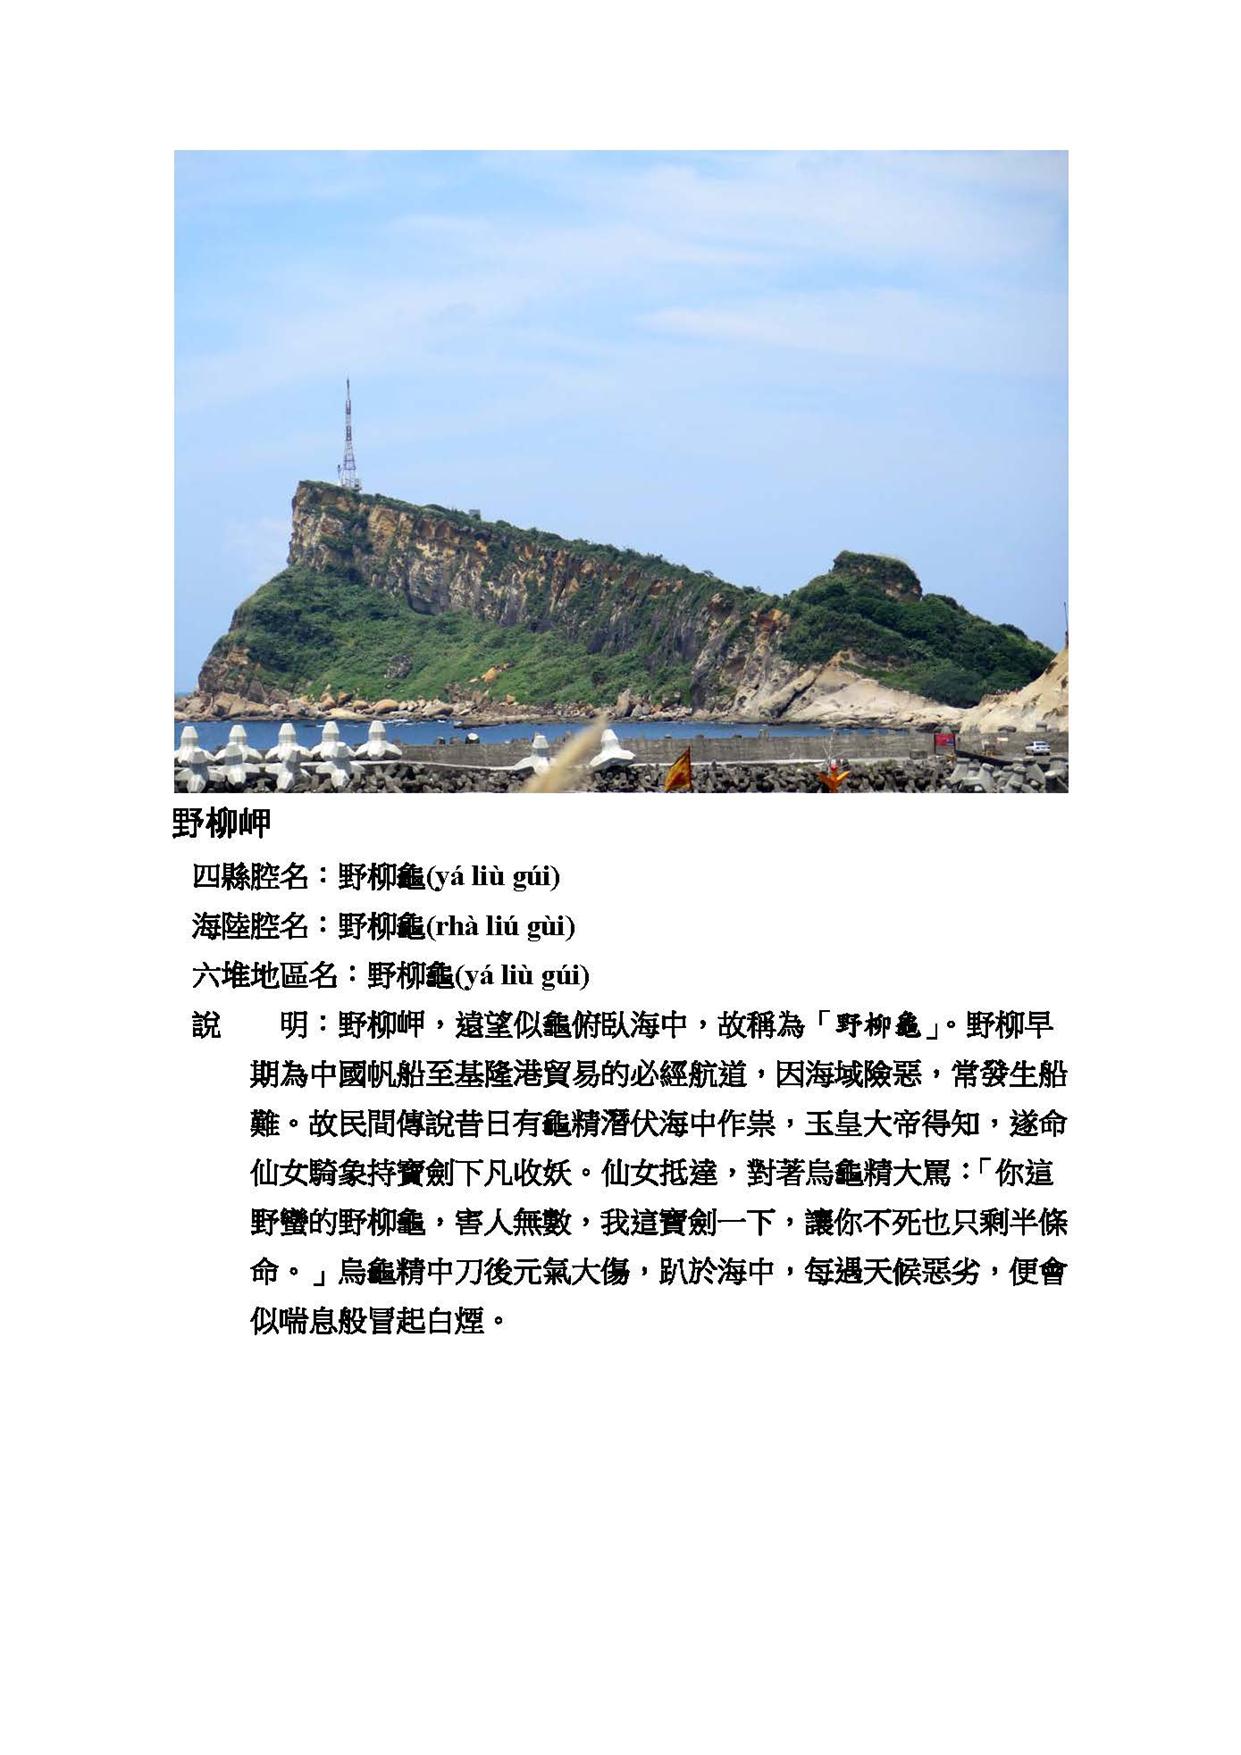 野柳岬
四縣腔名：野柳龜(yá liù gúi)
海陸腔名：野柳龜(rhà liú gùi)
六堆地區名：野柳龜(yá liù gúi)
說　　明：野柳岬，遠望似龜俯臥海中，故稱為「野柳龜」。野柳早
期為中國帆船至基隆港貿易的必經航道，因海域險惡，常發生船
難。故民間傳說昔日有龜精潛伏海中作祟，玉皇大帝得知，遂命
仙女騎象持寶劍下凡收妖。仙女抵達，對著烏龜精大罵：「你這
野蠻的野柳龜，害人無數，我這寶劍一下，讓你不死也只剩半條
命。」烏龜精中刀後元氣大傷，趴於海中，每遇天候惡劣，便會
似喘息般冒起白煙。